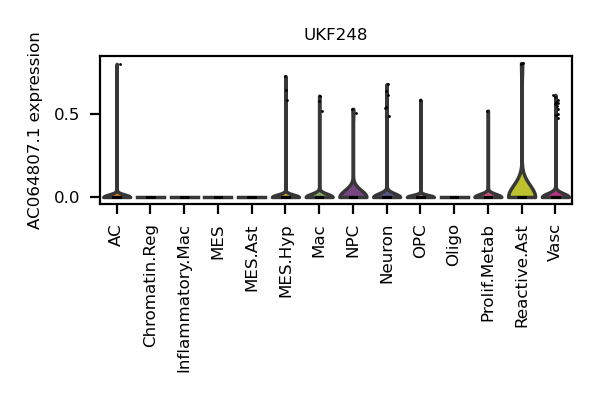 UKF248
AC064807.1 expression
0.5
0.0
AC
Chromatin.Reg
Inflammatory.Mac
MES
MES.Ast
MES.Hyp
Mac
NPC
Neuron
OPC
Oligo
Prolif.Metab
Reactive.Ast
Vasc